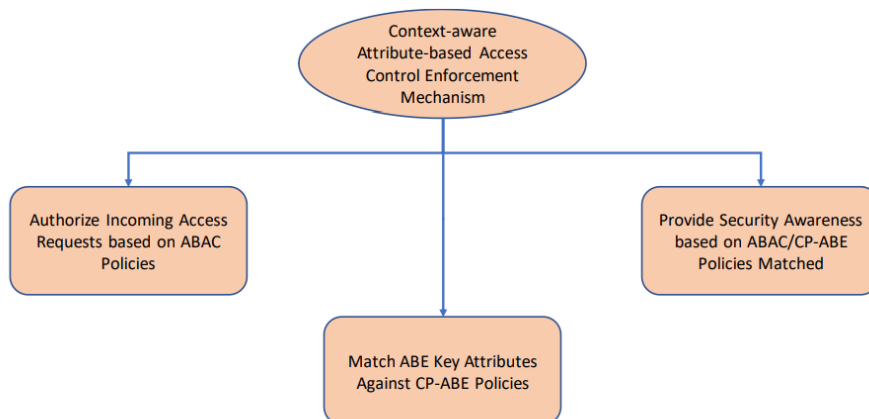 Context-aware
Attribute-based Access
Control Enforcement
Mechanism
Authorize Incoming Access
Requests based on ABAC
Policies
Provide Security Awareness
based on ABAC/CP-ABE
Policies Matched
Match ABE Key Attributes
Against CP-ABE Policies